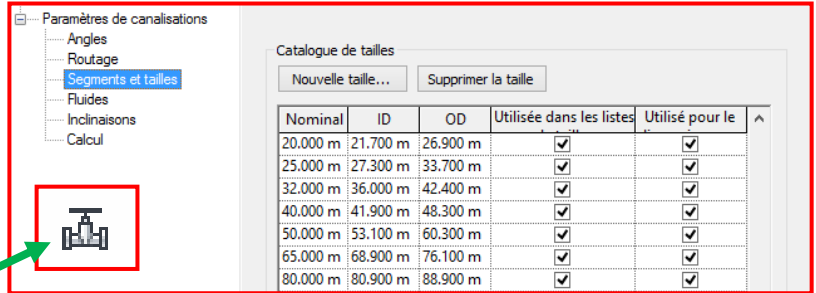 Paramètres de canalisations
Angles
Routage
Segments et tailles
Fluides
Inclinaisons
Calcul
Catalogue de tailles
Nouvelle taille...
Supprimer la taille
Nominal ID OD Utilisée dans les listes Utilisé pour le
20.000 m 21.700 m 26.900 m
25.000 m 27.300 m 33.700 m
32.000 m 36.000 m 42.400 m
40.000 m 41.900 m 48.300 m
50.000 m 53.100 m 60.300 m
65.000 m 68.900 m 76.100 m
80.000 m 80.900 m 88.900 m